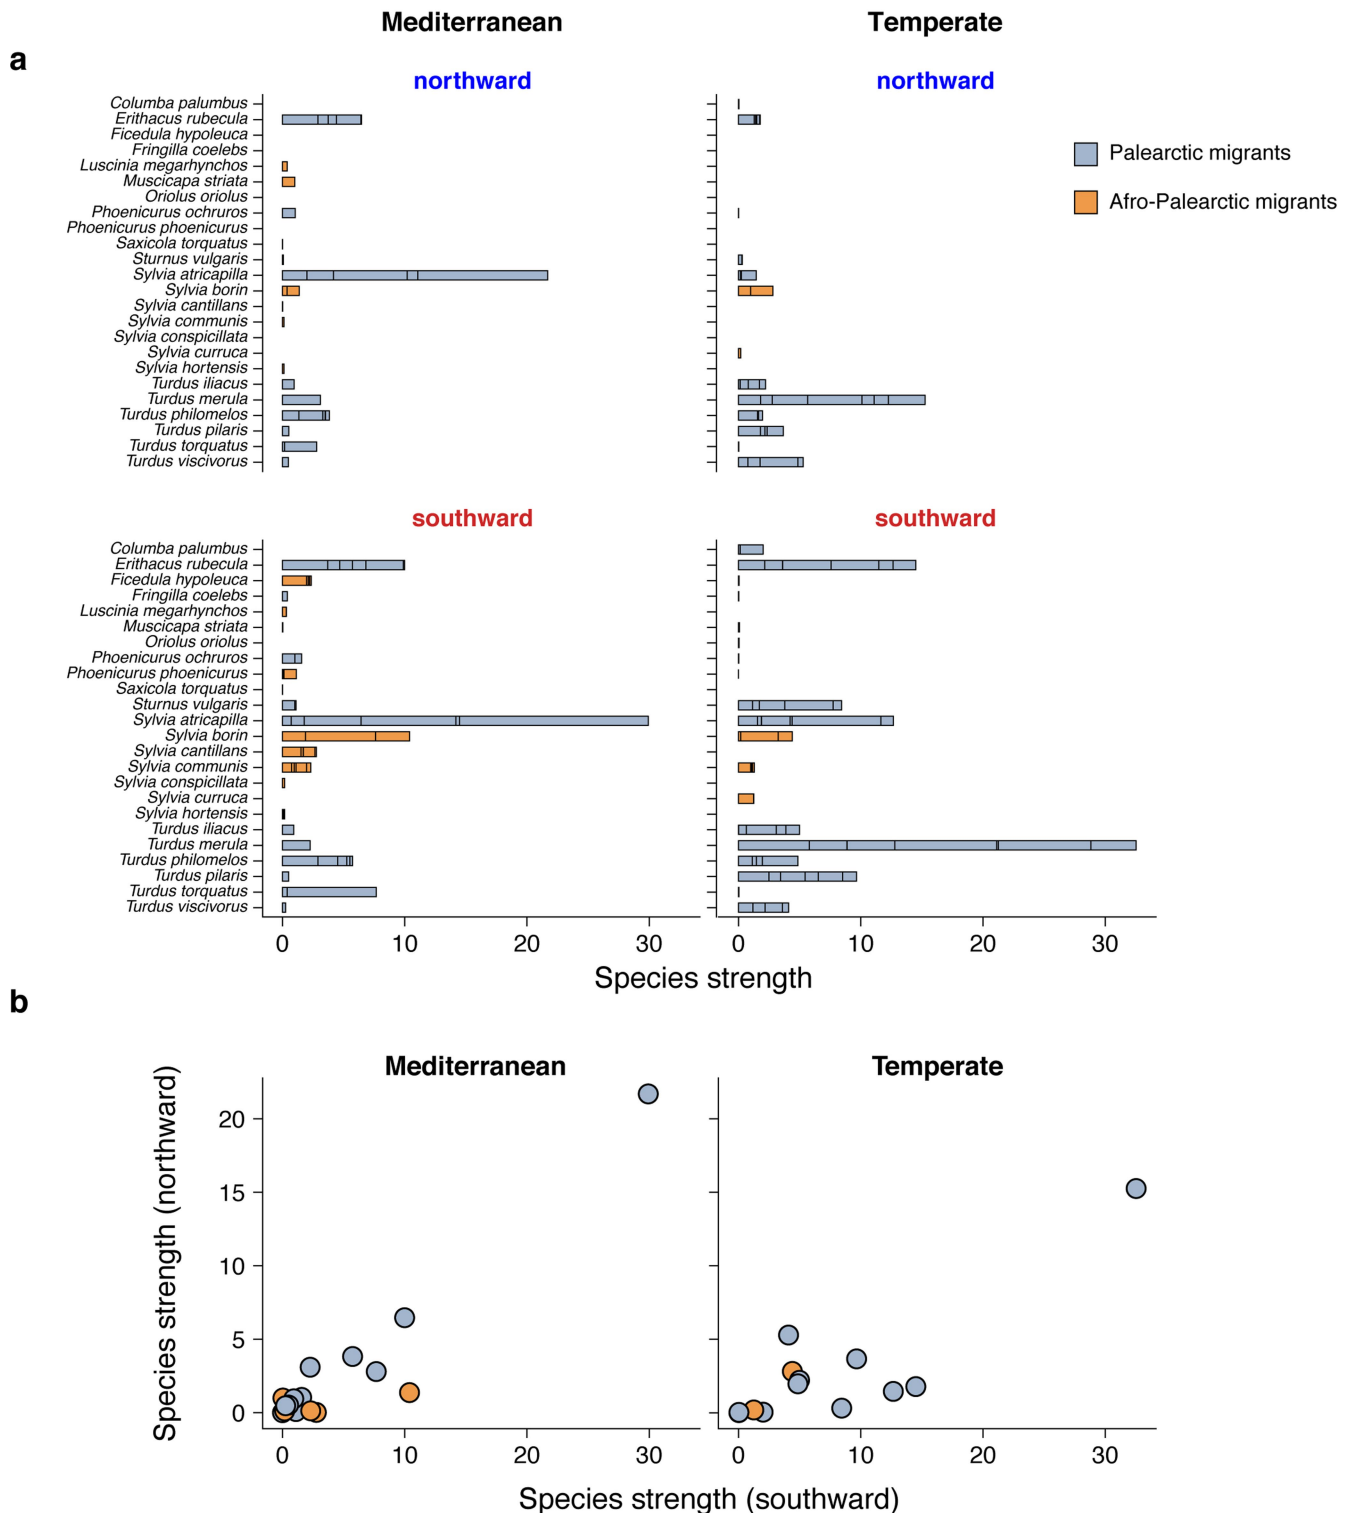 Mediterranean
Temperate
a
northward
northward
Columba palumbus
Erithacus rubecula
Ficedula hypoleuca
Fringilla coelebs
Luscinia megarhynchos
Muscicapa striata
Oriolus oriolus
Phoenicurus ochruros
Phoenicurus phoenicurus
Saxicola torquatus
Sturnus vulgaris
Sylvia atricapilla
Sylvia borin
Sylvia cantillans
Sylvia communis
Sylvia conspicillata
Sylvia curruca
Sylvia hortensis
Turdus iliacus
Turdus merula
Turdus philomelos
Turdus pilaris
Turdus torquatus
Turdus viscivorus
Palearctic migrants
Afro-Palearctic migrants
southward
southward
Columba palumbus
Erithacus rubecula
Ficedula hypoleuca
Fringilla coelebs
Luscinia megarhynchos
Muscicapa striata
Oriolus oriolus
Phoenicurus ochruros
Phoenicurus phoenicurus
Saxicola torquatus
Sturnus vulgaris
Sylvia atricapilla
Sylvia borin
Sylvia cantillans
Sylvia communis
Sylvia conspicillata
Sylvia curruca
Sylvia hortensis
Turdus iliacus
Turdus merula
Turdus philomelos
Turdus pilaris
Turdus torquatus
Turdus viscivorus
0 10 20 30
0 10 20 30
Species strength
b
Mediterranean
Temperate
Species strength (northward)
20
15
10
5
0
0 10 20 30
0 10 20 30
Species strength (southward)